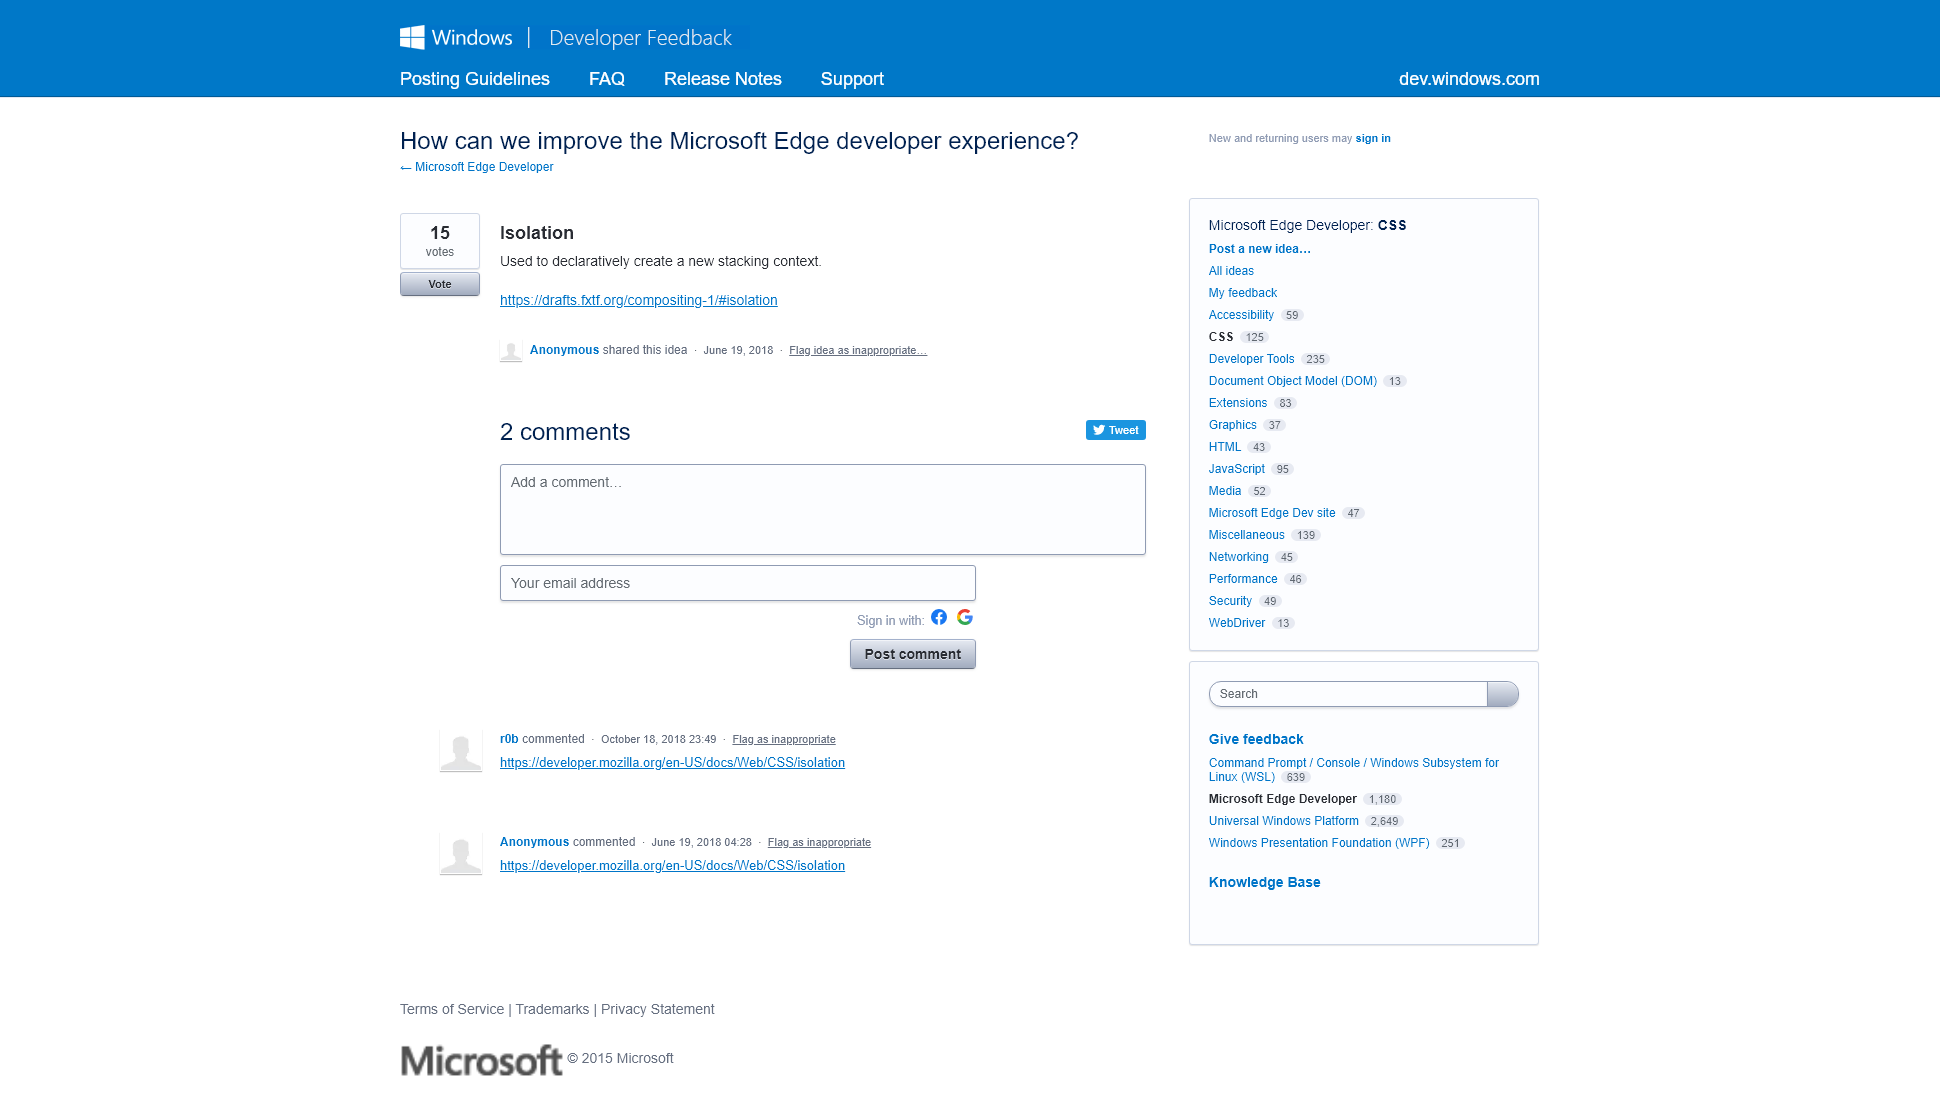 Windows | Developer Feedback
Posting Guidelines FAQ Release Notes Support dev.windows.com
How can we improve the Microsoft Edge developer experience?
← Microsoft Edge Developer
New and returning users may sign in
15
votes
Vote
Isolation
Used to declaratively create a new stacking context.
https://drafts.fxtf.org/compositing-1/#isolation
Anonymous shared this idea · June 19, 2018 · Flag idea as inappropriate…
2 comments
Tweet
Add a comment…
Your email address
Sign in with:
Post comment
r0b commented · October 18, 2018 23:49 · Flag as inappropriate
https://developer.mozilla.org/en-US/docs/Web/CSS/isolation
Anonymous commented · June 19, 2018 04:28 · Flag as inappropriate
https://developer.mozilla.org/en-US/docs/Web/CSS/isolation
Microsoft Edge Developer: CSS
Post a new idea…
All ideas
My feedback
Accessibility 59
CSS 125
Developer Tools 235
Document Object Model (DOM) 13
Extensions 83
Graphics 37
HTML 43
JavaScript 95
Media 52
Microsoft Edge Dev site 47
Miscellaneous 139
Networking 45
Performance 46
Security 49
WebDriver 13
Search
Give feedback
Command Prompt / Console / Windows Subsystem for
Linux (WSL) 639
Microsoft Edge Developer 1,180
Universal Windows Platform 2,649
Windows Presentation Foundation (WPF) 251
Knowledge Base
Terms of Service | Trademarks | Privacy Statement
Microsoft © 2015 Microsoft